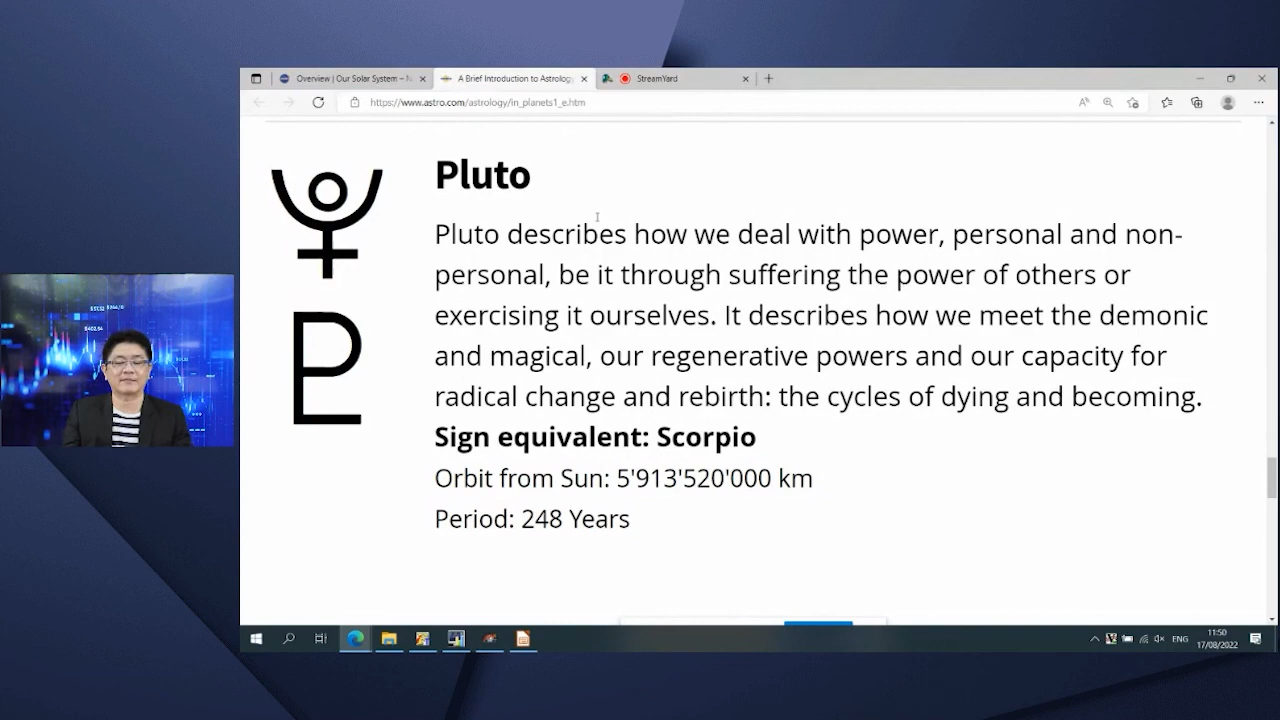 Overview | Our Solar System –
A Brief Introduction to Astrology
StreamYard
https://www.astro.com/astrology/in_planets1_e.htm
Pluto
Pluto describes how we deal with power, personal and non-
personal, be it through suffering the power of others or
exercising it ourselves. It describes how we meet the demonic
and magical, our regenerative powers and our capacity for
radical change and rebirth: the cycles of dying and becoming.
Sign equivalent: Scorpio
Orbit from Sun: 5'913'520'000 km
Period: 248 Years
ENG
11:50
17/08/2022